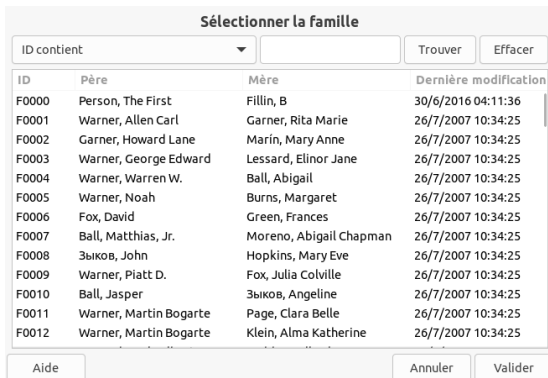 Sélectionner la famille
ID contient Trouver Effacer
ID Père Mère Dernière modification
F0000 Person, The First Fillin, B 30/6/2016 04:11:36
F0001 Warner, Allen Carl Garner, Rita Marie 26/7/2007 10:34:25
F0002 Garner, Howard Lane Marín, Mary Anne 26/7/2007 10:34:25
F0003 Warner, George Edward Lessard, Elinor Jane 26/7/2007 10:34:25
F0004 Warner, Warren W. Ball, Abigail 26/7/2007 10:34:25
F0005 Warner, Noah Burns, Margaret 26/7/2007 10:34:25
F0006 Fox, David Green, Frances 26/7/2007 10:34:25
F0007 Ball, Matthias, Jr. Moreno, Abigail Chapman 26/7/2007 10:34:25
F0008 Зыков, John Hopkins, Mary Eve 26/7/2007 10:34:25
F0009 Warner, Piatt D. Fox, Julia Colville 26/7/2007 10:34:25
F0010 Ball, Jasper Зыков, Angeline 26/7/2007 10:34:25
F0011 Warner, Martin Bogarte Page, Clara Belle 26/7/2007 10:34:25
F0012 Warner, Martin Bogarte Klein, Alma Katherine 26/7/2007 10:34:25
Aide Annuler Valider